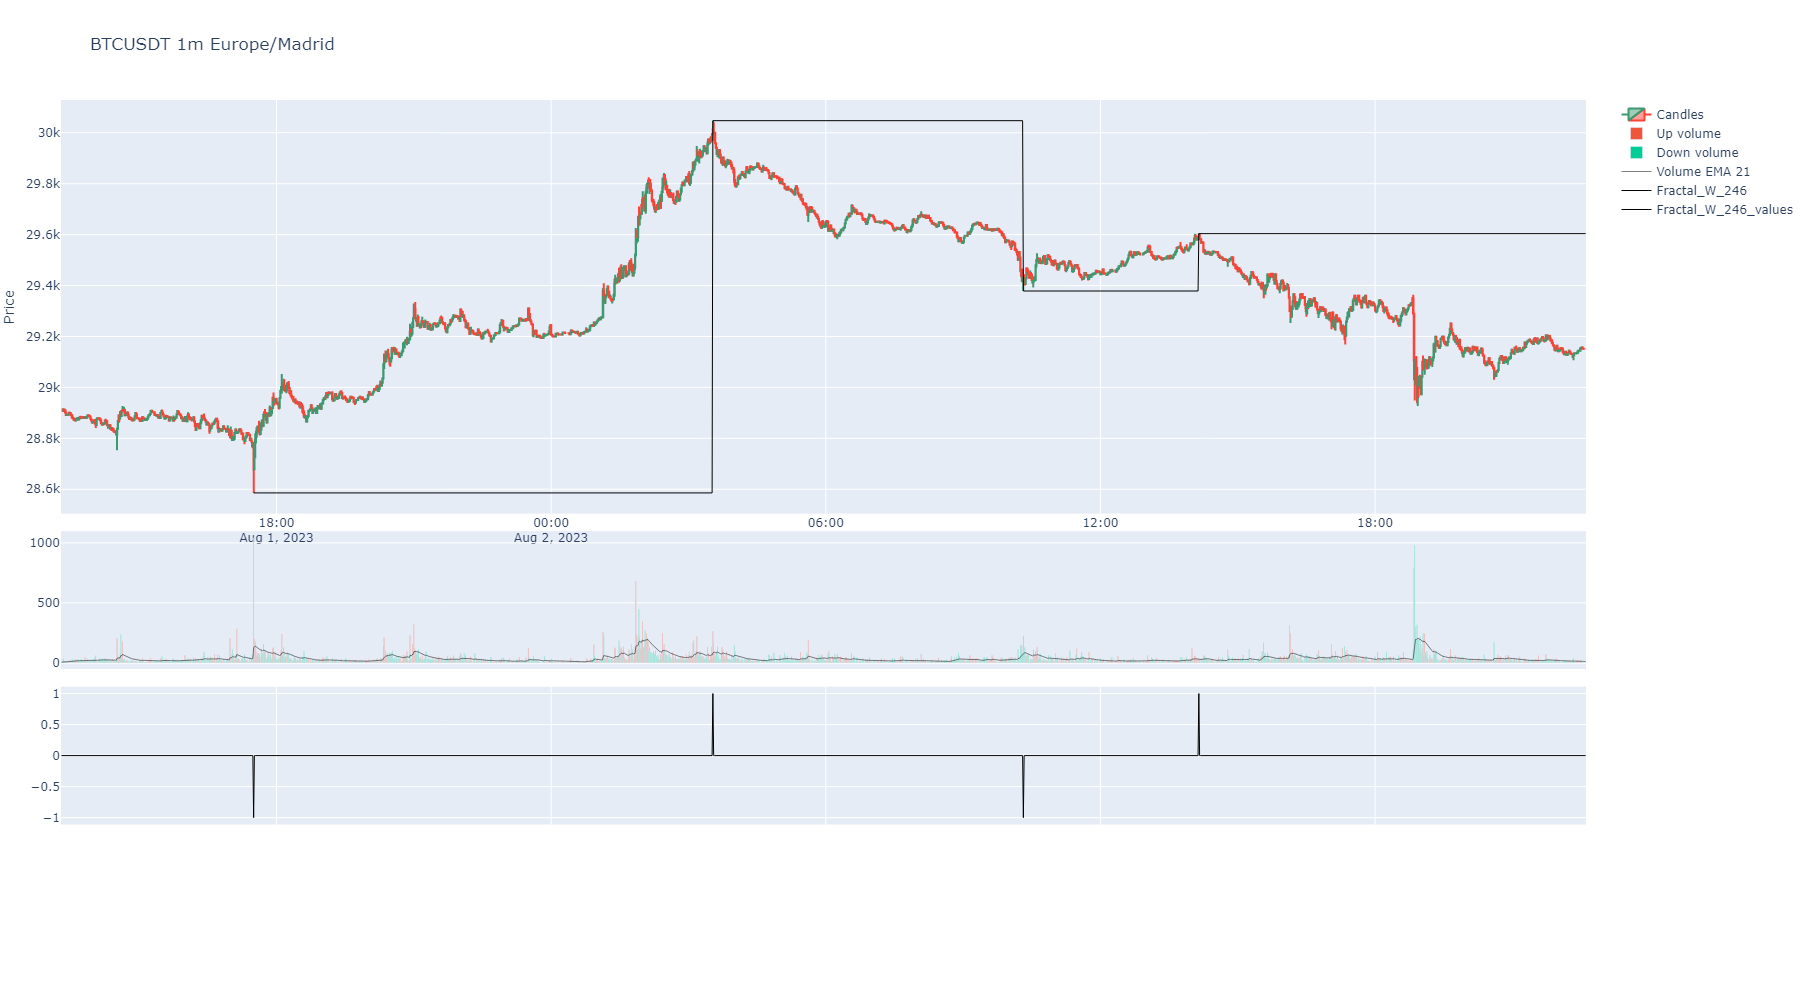 BTCUSDT 1m Europe/Madrid
Price
30k
29.8k
29.6k
29.4k
29.2k
29k
28.8k
28.6k
18:00
Aug 1, 2023
00:00
Aug 2, 2023
06:00
12:00
18:00
1000
500
0
1
0.5
0
−0.5
−1
Candles
Up volume
Down volume
Volume EMA 21
Fractal_W_246
Fractal_W_246_values